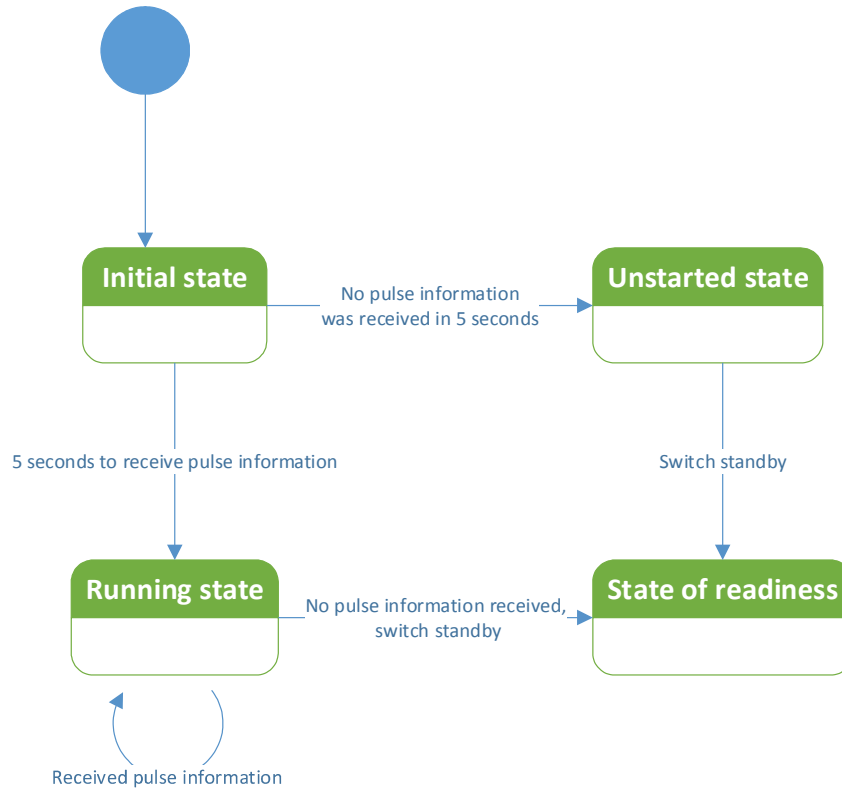 Initial state
Unstarted state
No pulse information
was received in 5 seconds
5 seconds to receive pulse information
Switch standby
Running state
State of readiness
No pulse information received,
switch standby
Received pulse information